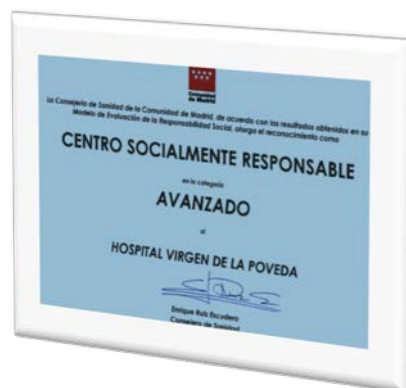 Comunidad
de Madrid
La Consejería de Sanidad de la Comunidad de Madrid, de acuerdo con los resultados obtenidos en su
Modelo de Evaluación de la Responsabilidad Social, otorga el reconocimiento como
CENTRO SOCIALMENTE RESPONSABLE
en la categoría
AVANZADO
al
HOSPITAL VIRGEN DE LA POVEDA
Enrique Ruiz Escudero
Consejero de Sanidad